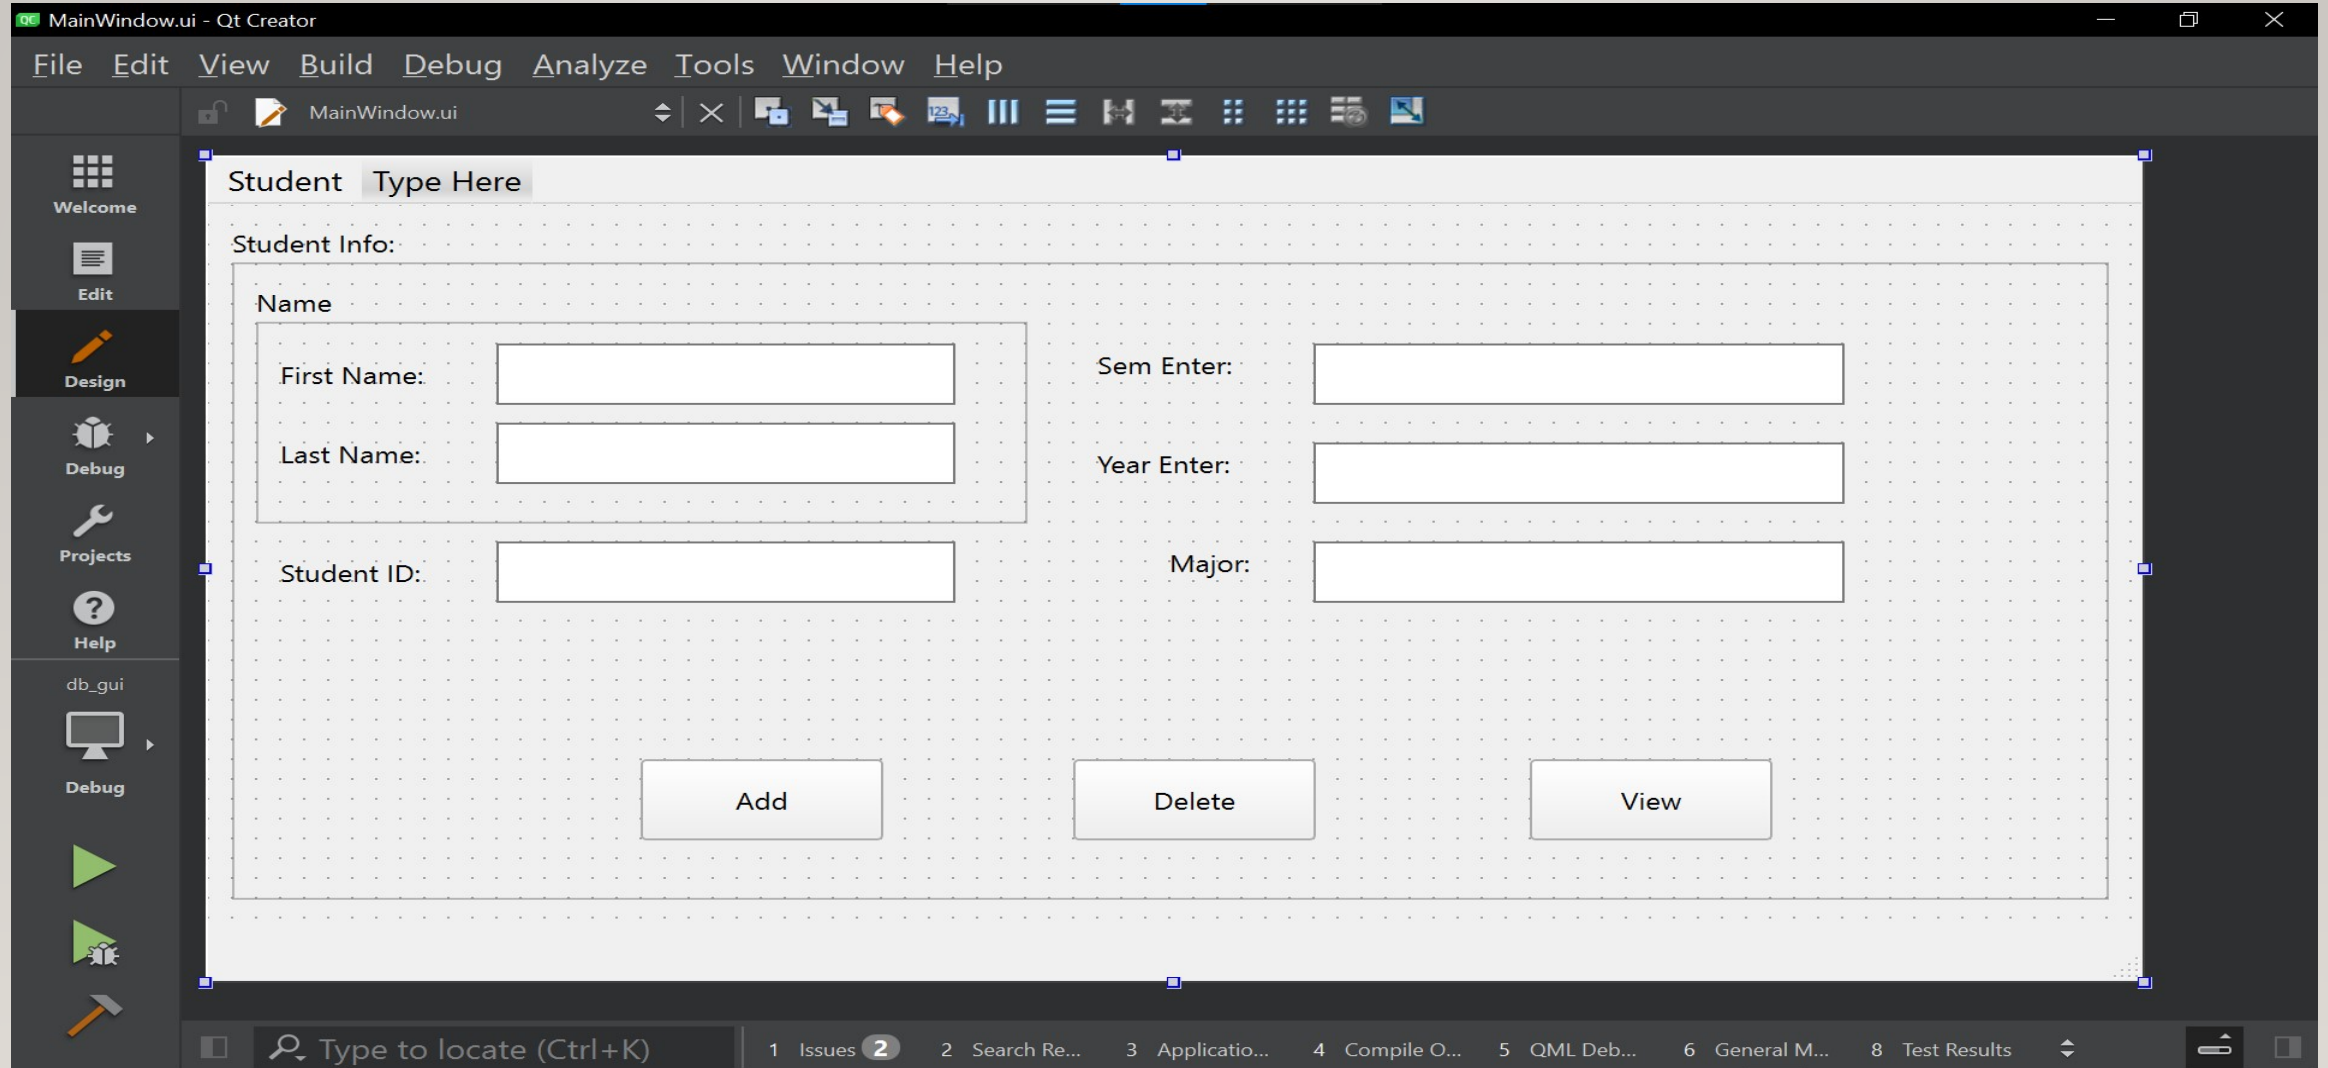 QC MainWindow.ui - Qt Creator
File Edit View Build Debug Analyze Tools Window Help
MainWindow.ui
123
Welcome
Edit
Design
Debug
Projects
Help
db_gui
Debug
Student Type Here
Student Info:
Name
First Name:
Last Name:
Student ID:
Sem Enter:
Year Enter:
Major:
Add Delete View
Type to locate (Ctrl+K) 1 Issues 2 2 Search Re... 3 Applicatio... 4 Compile O... 5 QML Deb... 6 General M... 8 Test Results